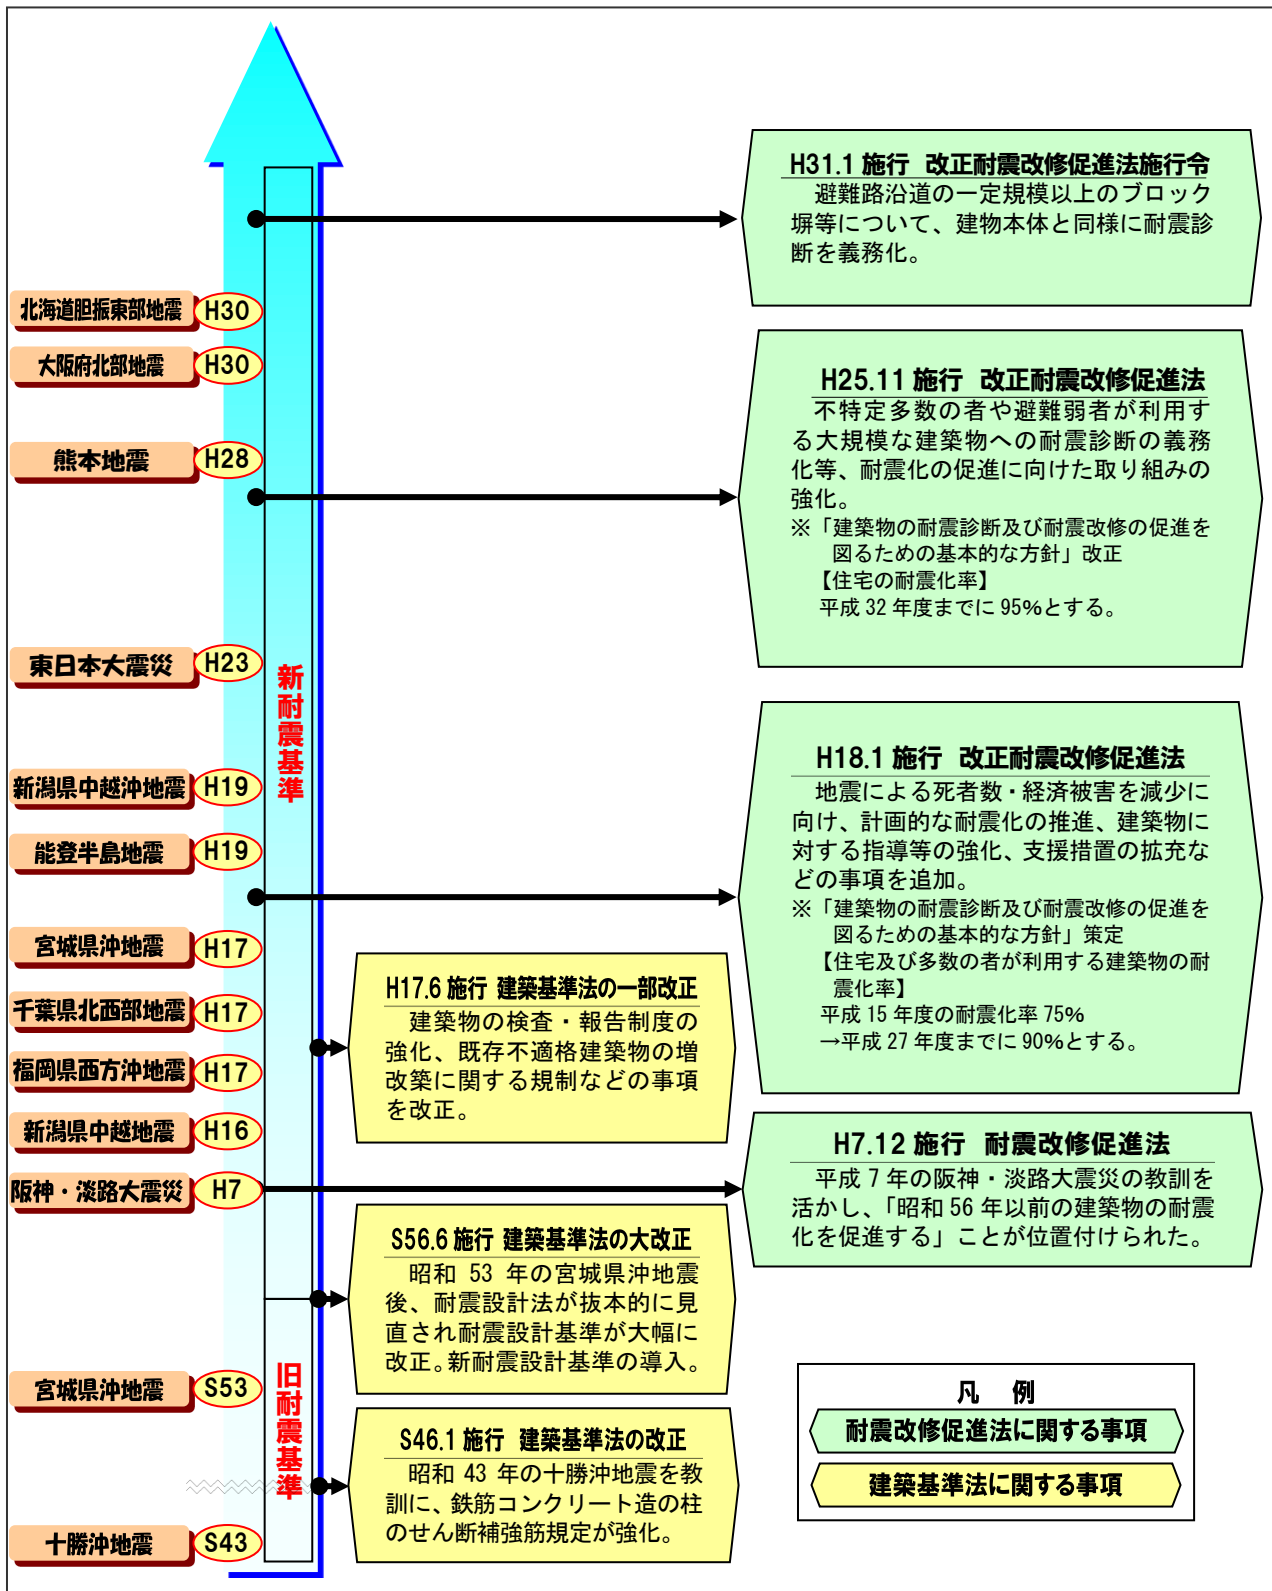 H31.1 施行 改正耐震改修促進法施行令
避難路沿道の一定規模以上のブロック
塀等について、建物本体と同様に耐震診
断を義務化。
北海道胆振東部地震 H30
大阪府北部地震 H30
熊本地震 H28
H25.11 施行 改正耐震改修促進法
不特定多数の者や避難弱者が利用す
る大規模な建築物への耐震診断の義務
化等、耐震化の促進に向けた取り組みの
強化。
※「建築物の耐震診断及び耐震改修の促進を
図るための基本的な方針」改正
【住宅の耐震化率】
平成 32 年度までに 95%とする。
東日本大震災 H23
新耐震基準
新潟県中越沖地震 H19
能登半島地震 H19
H18.1 施行 改正耐震改修促進法
地震による死者数・経済被害を減少に
向け、計画的な耐震化の推進、建築物に
対する指導等の強化、支援措置の拡充な
どの事項を追加。
※「建築物の耐震診断及び耐震改修の促進を
図るための基本的な方針」策定
【住宅及び多数の者が利用する建築物の耐
震化率】
平成 15 年度の耐震化率 75%
→平成 27 年度までに 90%とする。
宮城県沖地震 H17
千葉県北西部地震 H17
福岡県西方沖地震 H17
新潟県中越地震 H16
H17.6 施行 建築基準法の一部改正
建築物の検査・報告制度の
強化、既存不適格建築物の増
改築に関する規制などの事項
を改正。
阪神・淡路大震災 H7
H7.12 施行 耐震改修促進法
平成 7 年の阪神・淡路大震災の教訓を
活かし、「昭和 56 年以前の建築物の耐震
化を促進する」ことが位置付けられた。
S56.6 施行 建築基準法の大改正
昭和 53 年の宮城県沖地震
後、耐震設計法が抜本的に見
直され耐震設計基準が大幅に
改正。新耐震設計基準の導入。
宮城県沖地震 S53
旧耐震基準
S46.1 施行 建築基準法の改正
昭和 43 年の十勝沖地震を教
訓に、鉄筋コンクリート造の柱
のせん断補強筋規定が強化。
十勝沖地震 S43
凡 例
耐震改修促進法に関する事項
建築基準法に関する事項